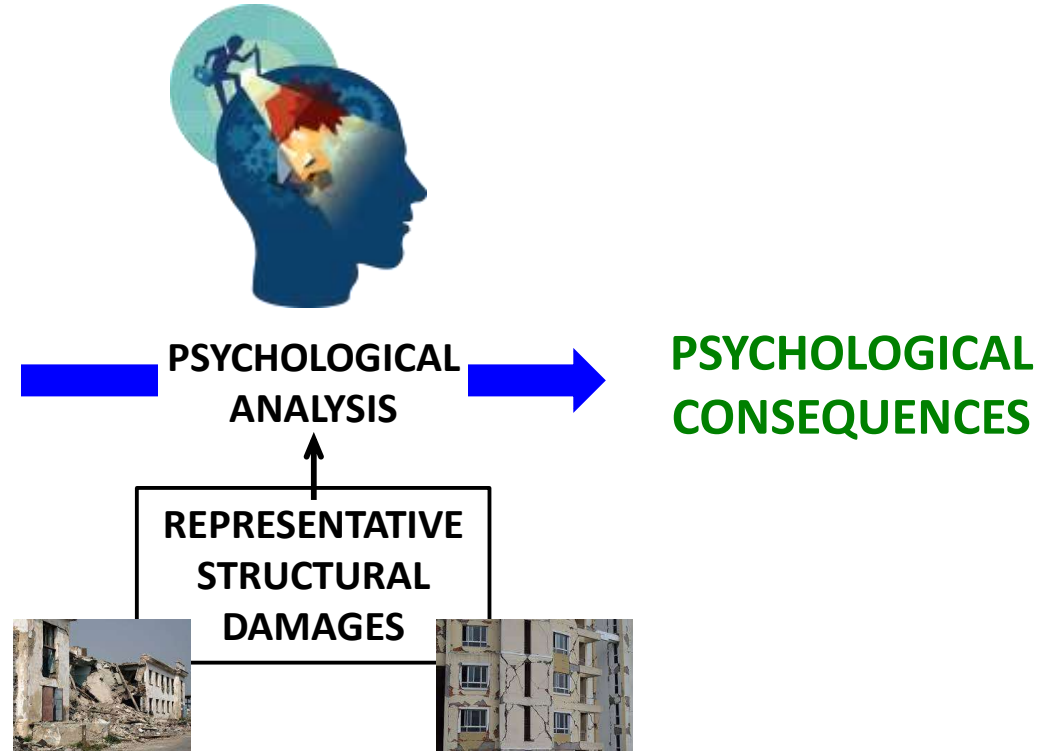 PSYCHOLOGICAL
ANALYSIS
PSYCHOLOGICAL
CONSEQUENCES
REPRESENTATIVE
STRUCTURAL
DAMAGES